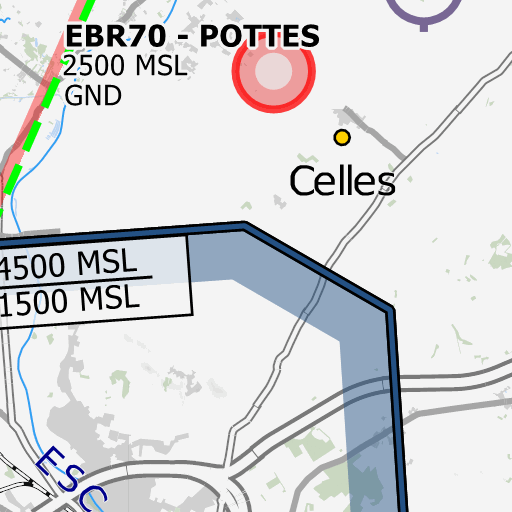 EBR70 - POTTES
2500 MSL
GND
Celles
4500 MSL
1500 MSL
ESC